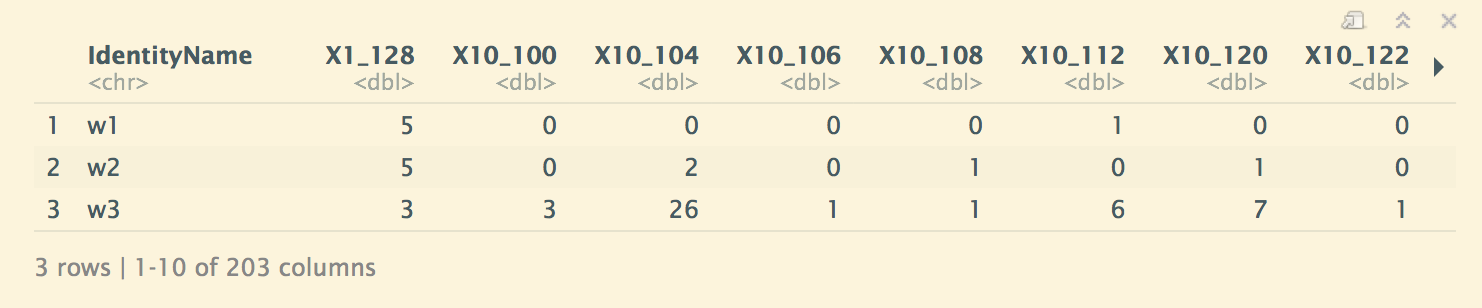 IdentityName X1_128 X10_100 X10_104 X10_106 X10_108 X10_112 X10_120 X10_122
<chr> <dbl> <dbl> <dbl> <dbl> <dbl> <dbl> <dbl> <dbl>
1 w1 5 0 0 0 0 1 0 0
2 w2 5 0 2 0 1 0 1 0
3 w3 3 3 26 1 1 6 7 1
3 rows | 1-10 of 203 columns